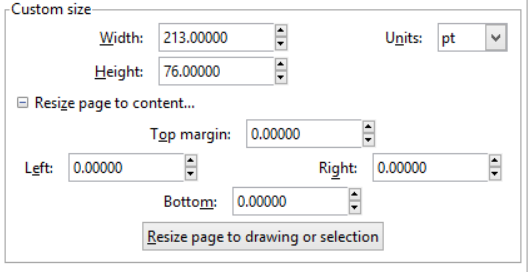 Custom size
Width: 213.00000 Units: pt
Height: 76.00000
Resize page to content...
Top margin: 0.00000
Left: 0.00000 Right: 0.00000
Bottom: 0.00000
Resize page to drawing or selection